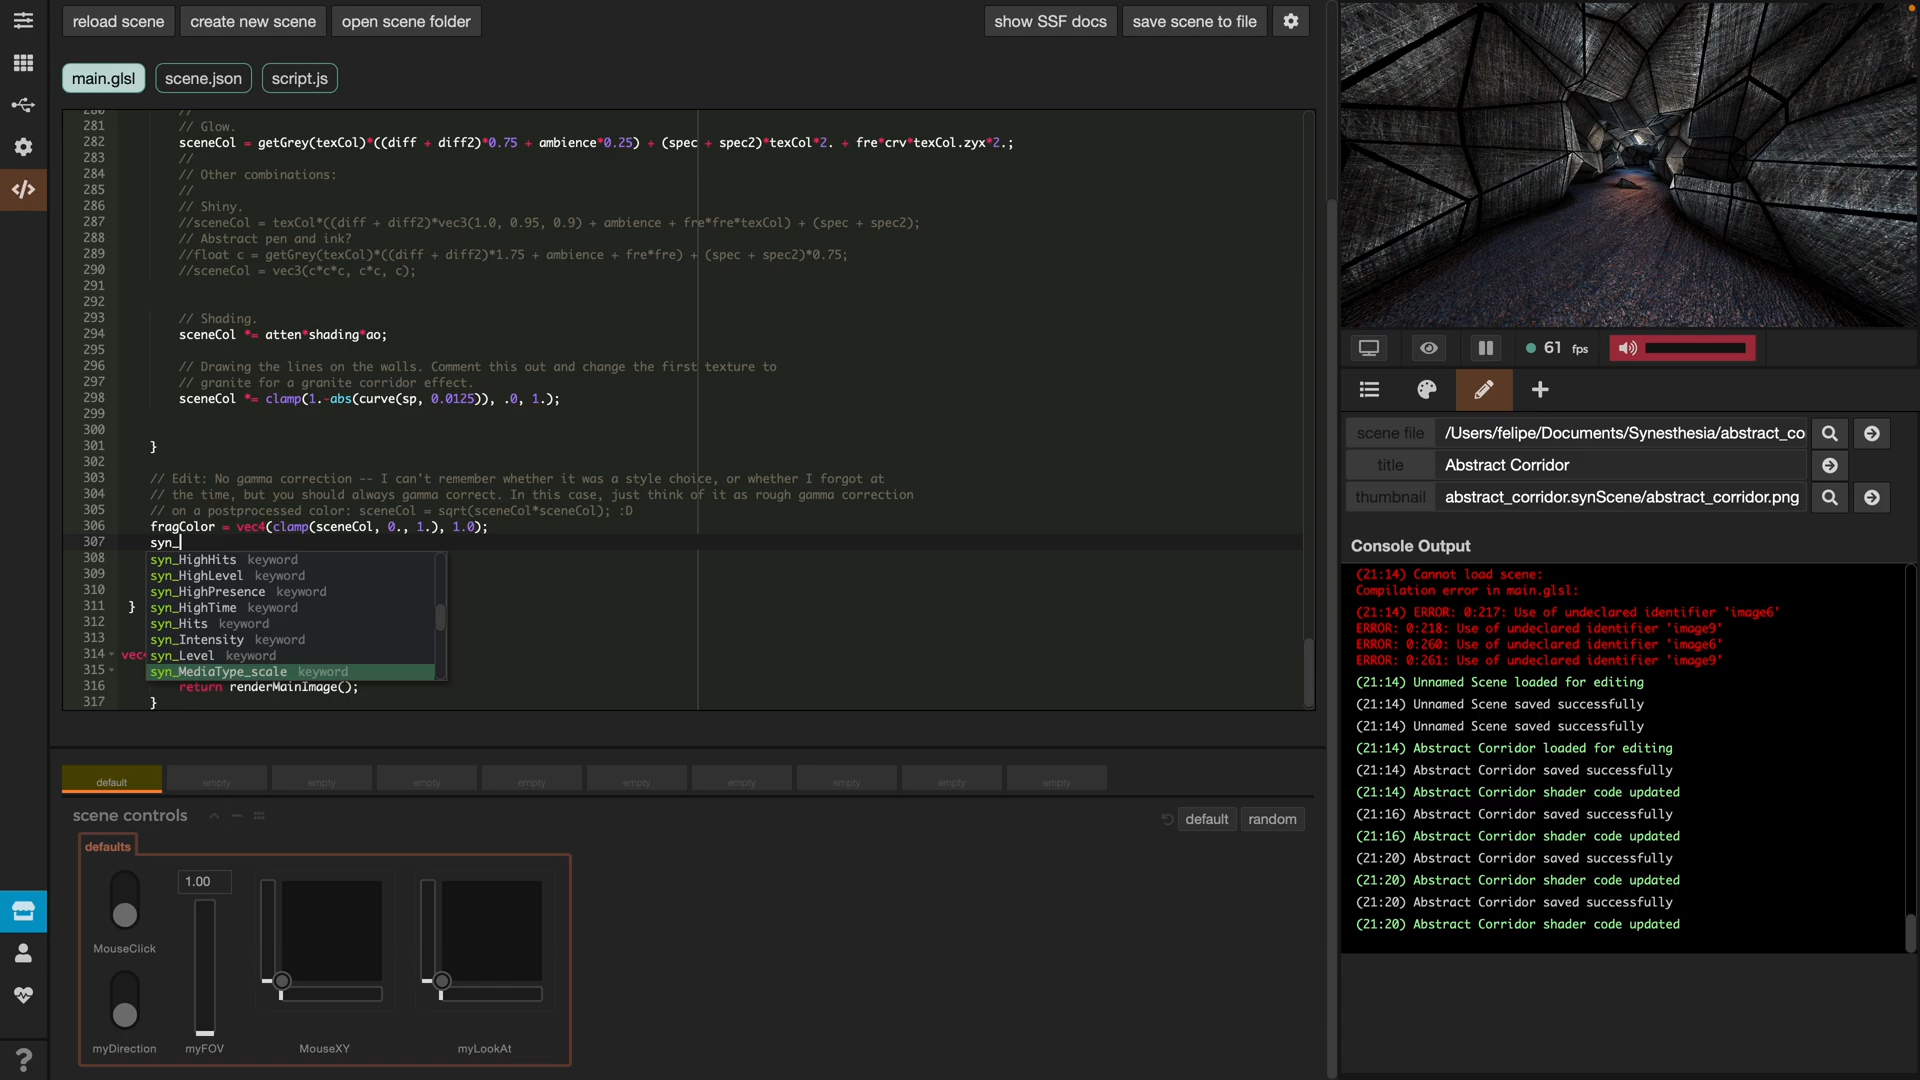 reload scene
create new scene
open scene folder
show SSF docs
save scene to file
main.glsl
scene.json
script.js
280 //
281 // Glow.
282 sceneCol = getGrey(texCol)*((diff + diff2)*0.75 + ambience*0.25) + (spec + spec2)*texCol*2. + fre*crv*texCol.zyx*2.;
283 //
284 // Other combinations:
285 //
286 // Shiny.
287 //sceneCol = texCol*((diff + diff2)*vec3(1.0, 0.95, 0.9) + ambience + fre*fre*texCol) + (spec + spec2);
288 // Abstract pen and ink?
289 //float c = getGrey(texCol)*((diff + diff2)*1.75 + ambience + fre*fre) + (spec + spec2)*0.75;
290 //sceneCol = vec3(c*c*c, c*c, c);
291
292
293 // Shading.
294 sceneCol *= atten*shading*ao;
295
296 // Drawing the lines on the walls. Comment this out and change the first texture to
297 // granite for a granite corridor effect.
298 sceneCol *= clamp(1.-abs(curve(sp, 0.0125)), .0, 1.);
299
300
301 }
302
303 // Edit: No gamma correction -- I can't remember whether it was a style choice, or whether I forgot at
304 // the time, but you should always gamma correct. In this case, just think of it as rough gamma correction
305 // on a postprocessed color: sceneCol = sqrt(sceneCol*sceneCol); :D
306 fragColor = vec4(clamp(sceneCol, 0., 1.), 1.0);
307 syn_
308 syn_HighHits keyword
309 syn_HighLevel keyword
310 syn_HighPresence keyword
311 } syn_HighTime keyword
312 syn_Hits keyword
313 syn_Intensity keyword
314 vec4 syn_Level keyword
315 syn_MediaType_scale keyword
316 return renderMainImage();
317 }
default
empty
empty
empty
empty
empty
empty
empty
empty
empty
scene controls
default
random
defaults
1.00
MouseClick
myDirection
myFOV
MouseXY
myLookAt
61 fps
scene file /Users/felipe/Documents/Synesthesia/abstract_co
title Abstract Corridor
thumbnail abstract_corridor.synScene/abstract_corridor.png
Console Output
(21:14) Cannot load scene:
Compilation error in main.glsl:
(21:14) ERROR: 0:217: Use of undeclared identifier 'image6'
ERROR: 0:218: Use of undeclared identifier 'image9'
ERROR: 0:260: Use of undeclared identifier 'image6'
ERROR: 0:261: Use of undeclared identifier 'image9'
(21:14) Unnamed Scene loaded for editing
(21:14) Unnamed Scene saved successfully
(21:14) Unnamed Scene saved successfully
(21:14) Abstract Corridor loaded for editing
(21:14) Abstract Corridor saved successfully
(21:14) Abstract Corridor shader code updated
(21:16) Abstract Corridor saved successfully
(21:16) Abstract Corridor shader code updated
(21:20) Abstract Corridor saved successfully
(21:20) Abstract Corridor shader code updated
(21:20) Abstract Corridor saved successfully
(21:20) Abstract Corridor shader code updated